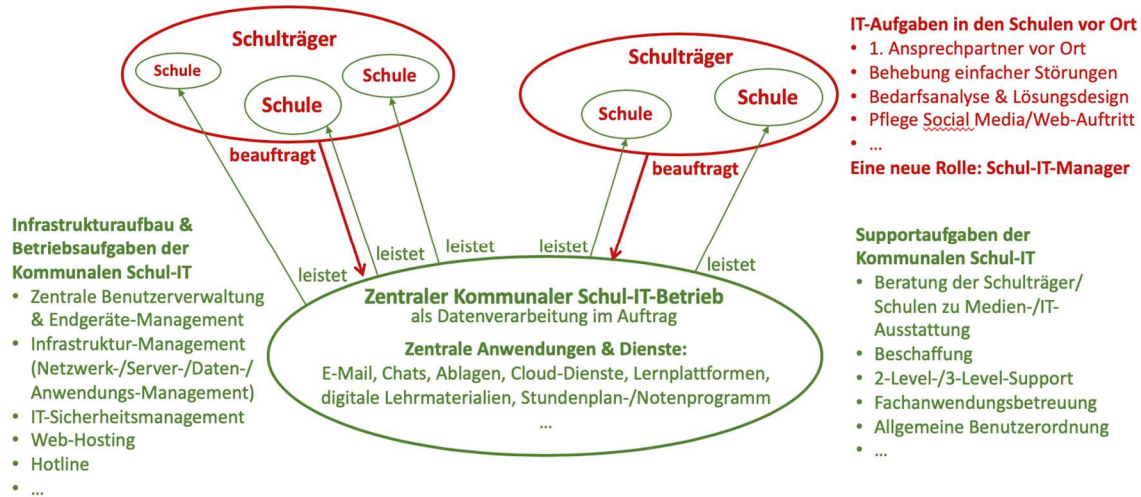 Schulträger
Schule
Schule
Schule
beauftragt
Schulträger
Schule
Schule
beauftragt
IT-Aufgaben in den Schulen vor Ort
• 1. Ansprechpartner vor Ort
• Behebung einfacher Störungen
• Bedarfsanalyse & Lösungsdesign
• Pflege Social Media/Web-Auftritt
• ...
Eine neue Rolle: Schul-IT-Manager
Infrastrukturaufbau &
Betriebsaufgaben der
Kommunalen Schul-IT
• Zentrale Benutzerverwaltung
& Endgeräte-Management
• Infrastruktur-Management
(Netzwerk-/Server-/Daten-/
Anwendungs-Management)
• IT-Sicherheitsmanagement
• Web-Hosting
• Hotline
• ...
leistet
leistet
leistet
leistet
Zentraler Kommunaler Schul-IT-Betrieb
als Datenverarbeitung im Auftrag
Zentrale Anwendungen & Dienste:
E-Mail, Chats, Ablagen, Cloud-Dienste, Lernplattformen,
digitale Lehrmaterialien, Stundenplan-/Notenprogramm
...
Supportaufgaben der
Kommunalen Schul-IT
• Beratung der Schulträger/
Schulen zu Medien-/IT-
Ausstattung
• Beschaffung
• 2-Level-/3-Level-Support
• Fachanwendungsbetreuung
• Allgemeine Benutzerordnung
• ...